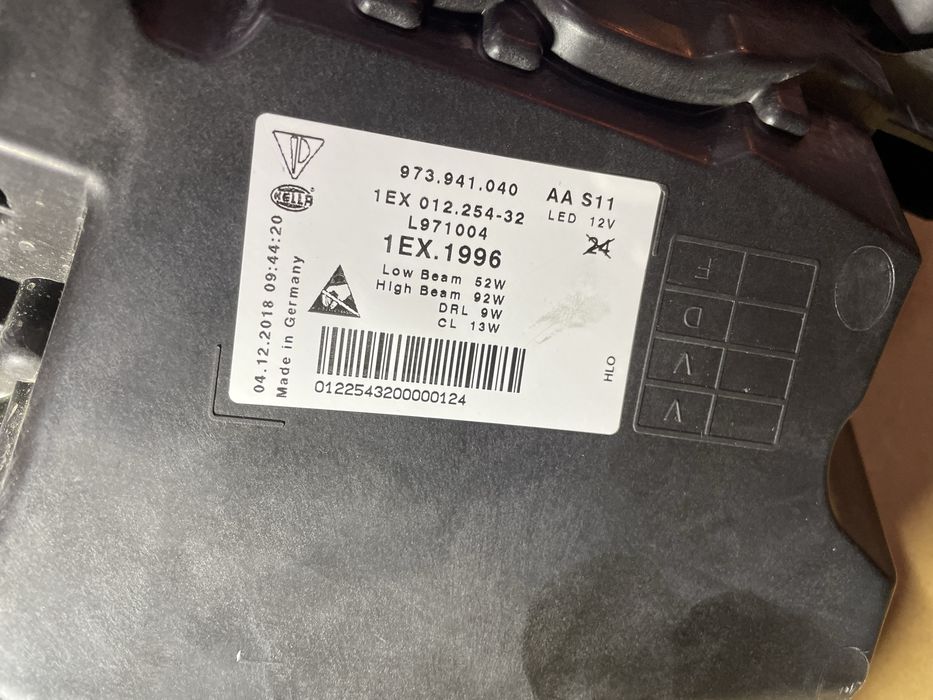 973.941.040 AA S11
HELLA
1EX 012.254-32 LED 12V
L971004
24
1EX.1996
Low Beam 52W
High Beam 92W
DRL 9W
CL 13W
04.12.2018 09:44:20
Made in Germany
0122543200000124
HLO
F
D
V
V